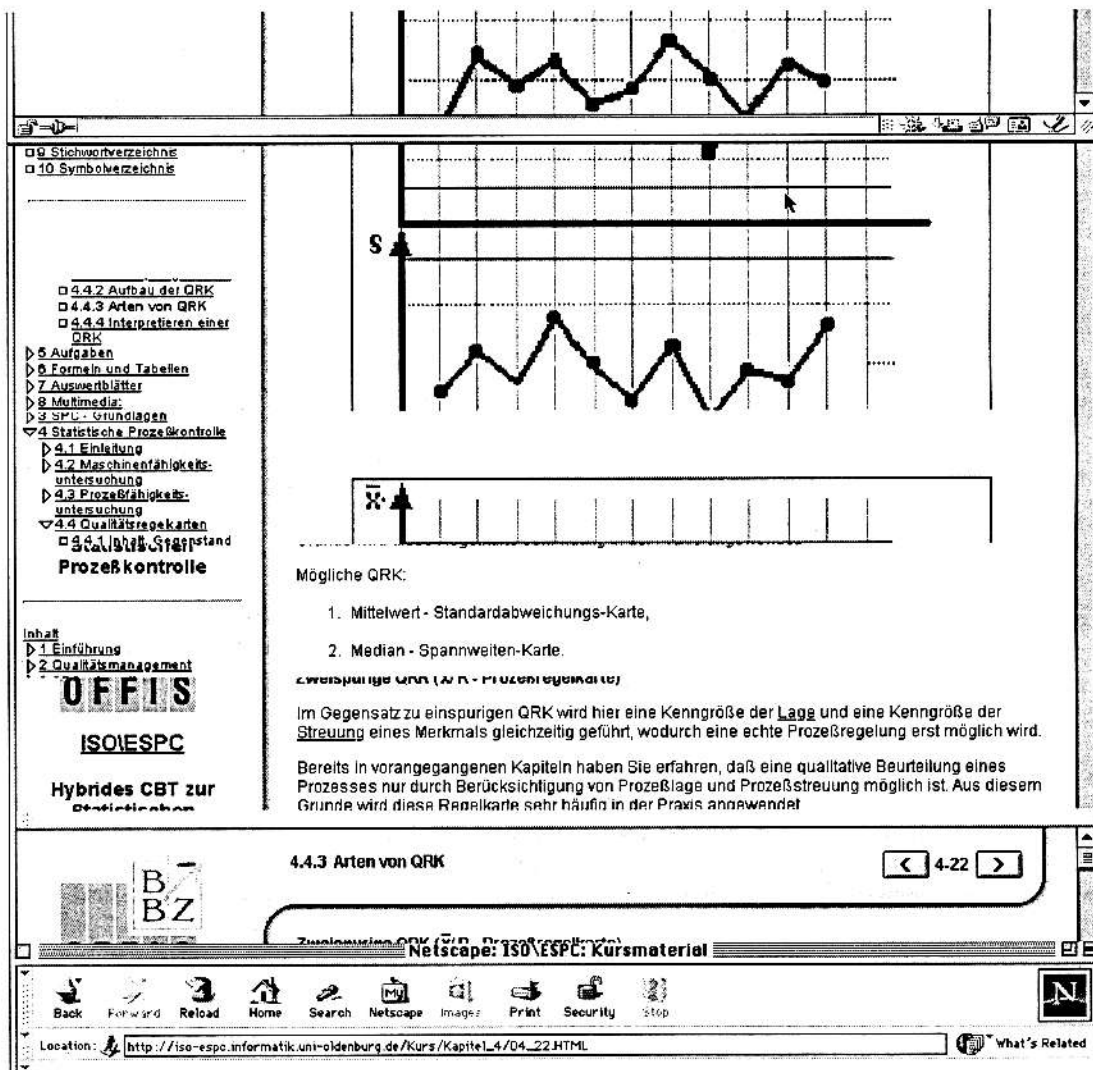 9 Stichwortverzeichnis
10 Symbolverzeichnis
S
4.4.2 Aufbau der QRK
4.4.3 Arten von QRK
4.4.4 Interpretieren einer
QRK
5 Aufgaben
6 Formeln und Tabellen
7 Auswertblätter
8 Multimedia:
3 SPC - Grundlagen
4 Statistische Prozeßkontrolle
4.1 Einleitung
4.2 Maschinenfähigkeits-
untersuchung
4.3 Prozeßfähigkeits-
untersuchung
4.4 Qualitätsregelkarten
4.4.1 Inhalt, Gegenstand
Statistischen
Prozeßkontrolle
x̄
Mögliche QRK:
1. Mittelwert - Standardabweichungs-Karte,
2. Median - Spannweiten-Karte.
Inhalt
1 Einführung
2 Qualitätsmanagement
OFFIS
ISO\ESPC
Hybrides CBT zur
Statistischen
Zweispurige QRK (x̄/R - Prozeßregelkarte)
Im Gegensatz zu einspurigen QRK wird hier eine Kenngröße der Lage und eine Kenngröße der
Streuung eines Merkmals gleichzeitig geführt, wodurch eine echte Prozeßregelung erst möglich wird.
Bereits in vorangegangenen Kapiteln haben Sie erfahren, daß eine qualitative Beurteilung eines
Prozesses nur durch Berücksichtigung von Prozeßlage und Prozeßstreuung möglich ist. Aus diesem
Grunde wird diese Regelkarte sehr häufig in der Praxis angewendet
B
BZ
4.4.3 Arten von QRK
4-22
Zweispurige QRK (x̄/R - Prozeßregelkarte)
Netscape: ISO\ESPC: Kursmaterial
Back Forward Reload Home Search Netscape Images Print Security Stop
My
N
Location: http://iso-espc.informatik.uni-oldenburg.de/Kurs/Kapitel_4/04_22.HTML
What's Related